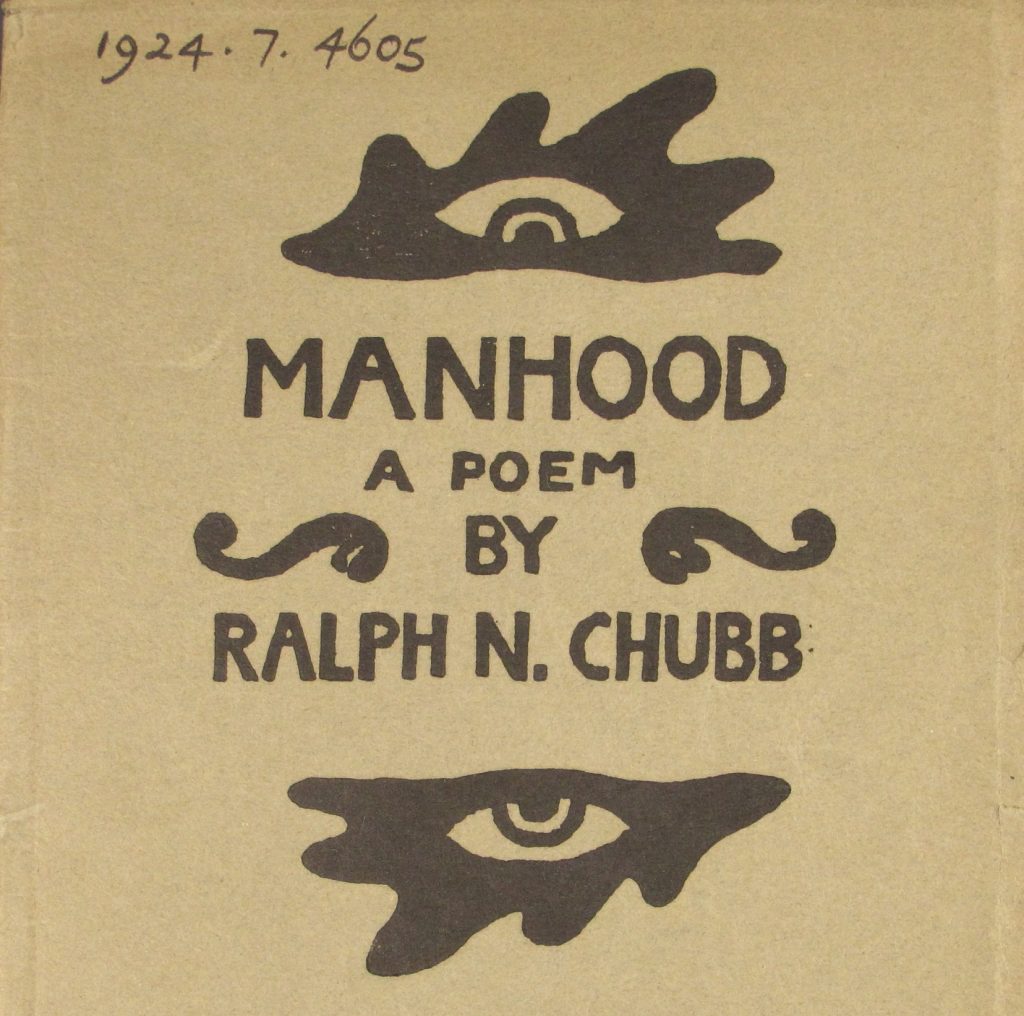 1924.7.4605
MANHOOD
A POEM
BY
RALPH N. CHUBB